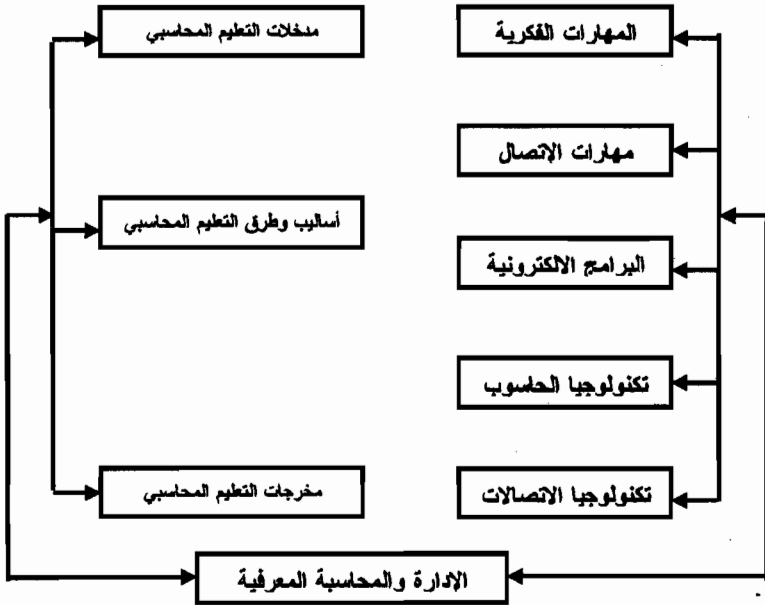 المهارات الفكرية
مهارات الإتصال
البرامج الالكترونية
تكنولوجيا الحاسوب
تكنولوجيا الاتصالات
مدخلات التعليم المحاسبي
أساليب وطرق التعليم المحاسبي
مخرجات التعليم المحاسبي
الإدارة والمحاسبة المعرفية